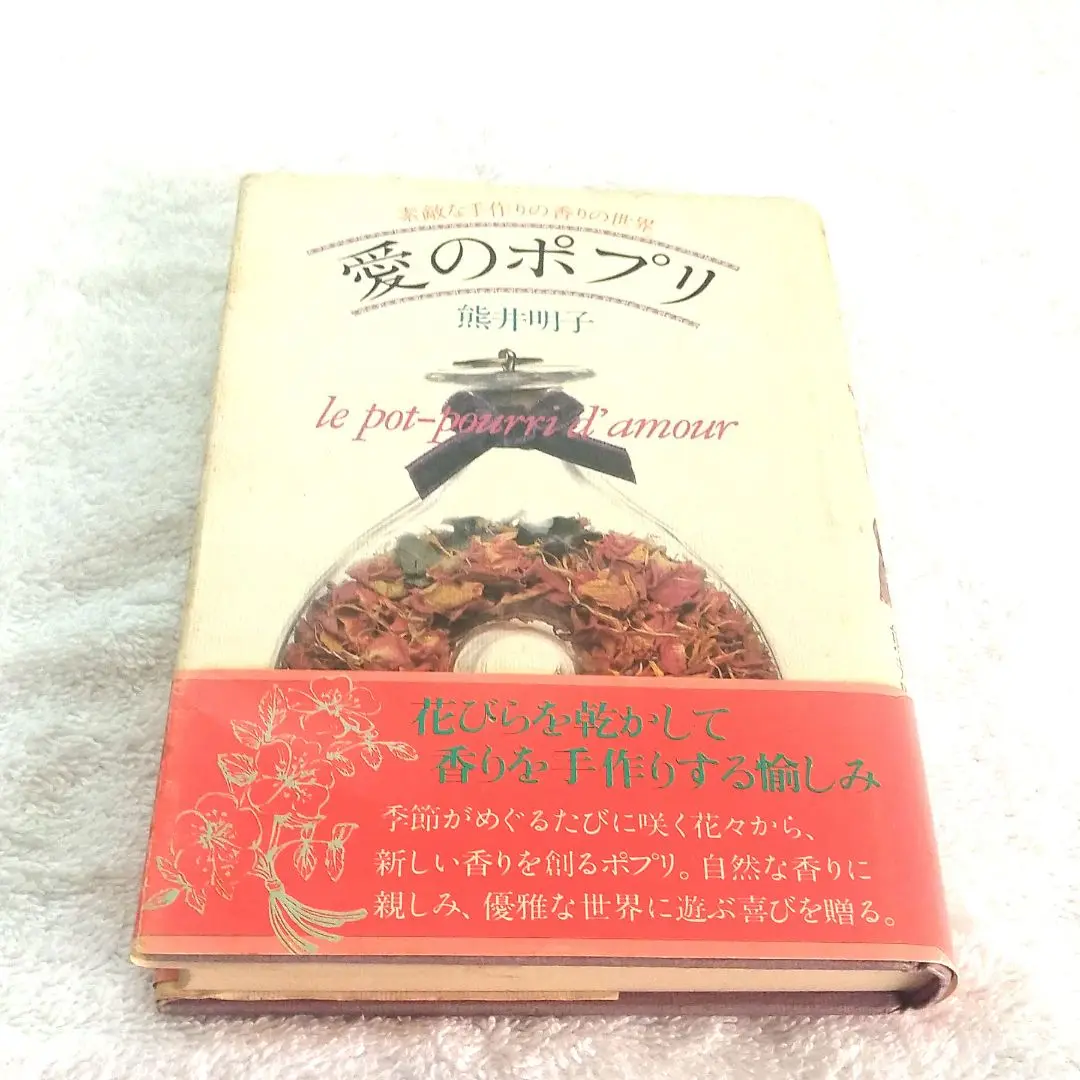 素敵な手作りの香りの世界
愛のポプリ
熊井明子
le pot-pourri d'amour
花びらを乾かして
香りを手作りする愉しみ
季節がめぐるたびに咲く花々から、
新しい香りを創るポプリ。自然な香りに
親しみ、優雅な世界に遊ぶ喜びを贈る。